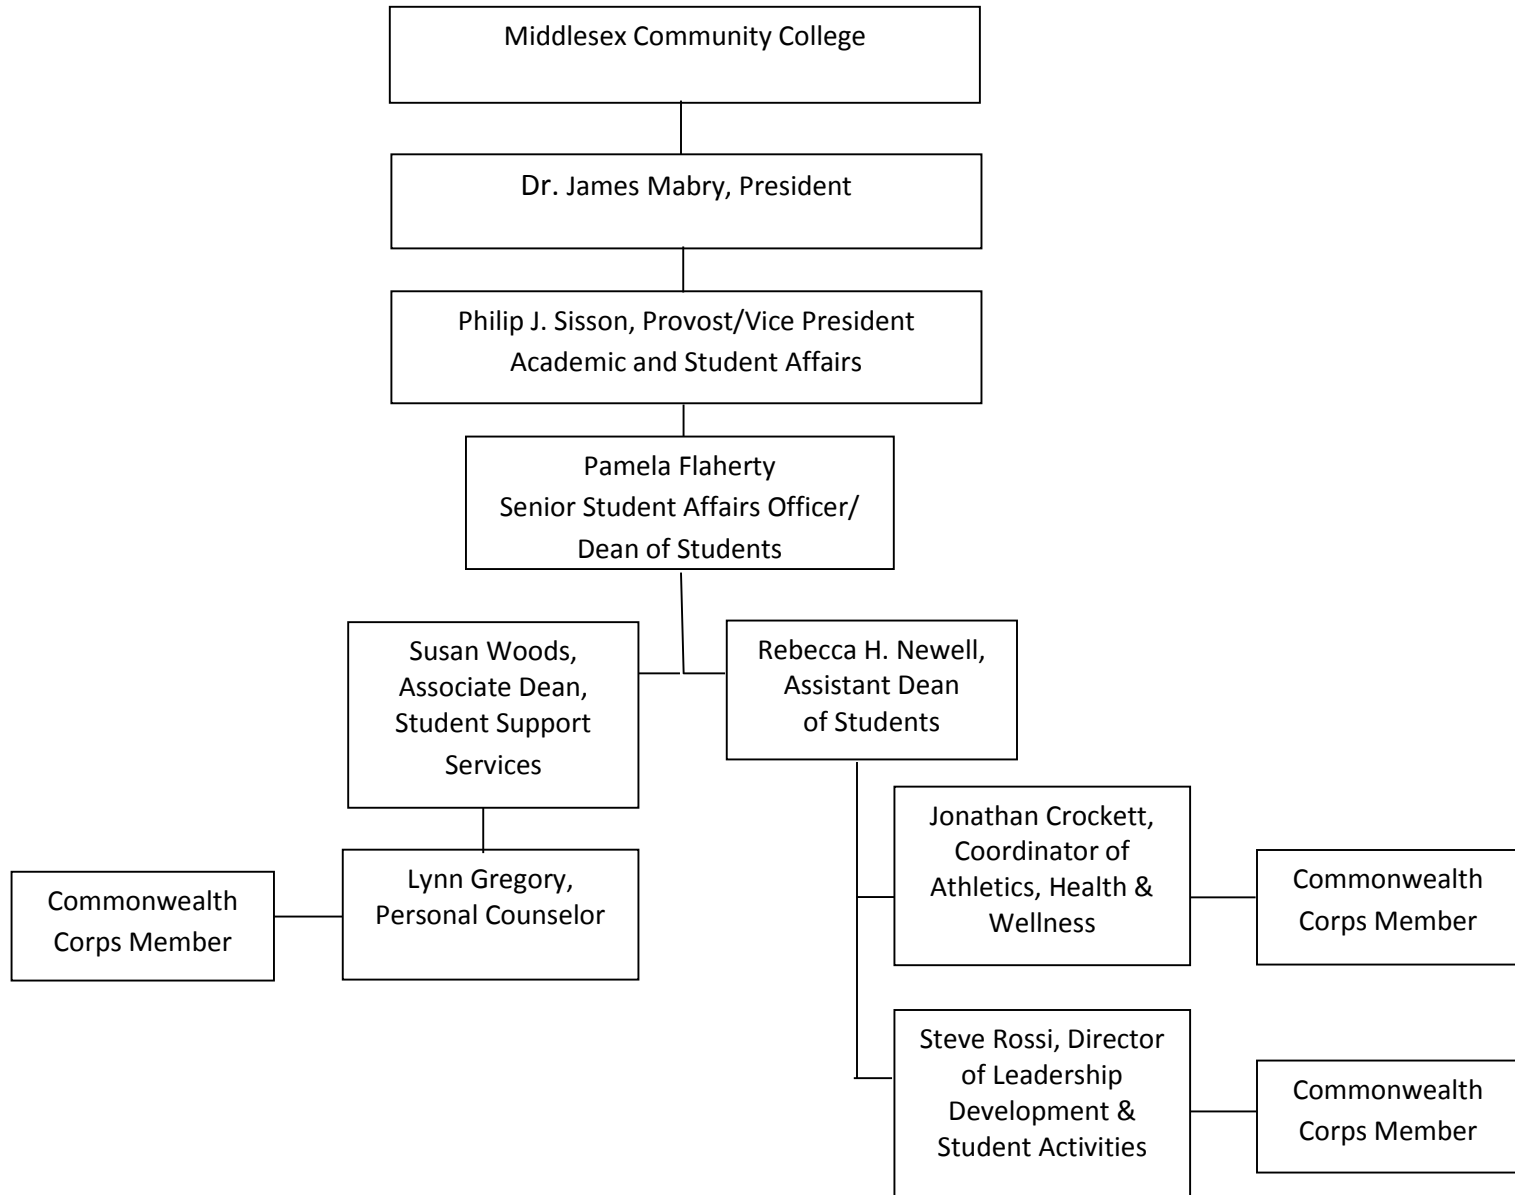 Middlesex Community College
Dr. James Mabry, President
Philip J. Sisson, Provost/Vice President
Academic and Student Affairs
Pamela Flaherty
Senior Student Affairs Officer/
Dean of Students
Susan Woods,
Associate Dean,
Student Support
Services
Rebecca H. Newell,
Assistant Dean
of Students
Commonwealth
Corps Member
Lynn Gregory,
Personal Counselor
Jonathan Crockett,
Coordinator of
Athletics, Health &
Wellness
Commonwealth
Corps Member
Steve Rossi, Director
of Leadership
Development &
Student Activities
Commonwealth
Corps Member